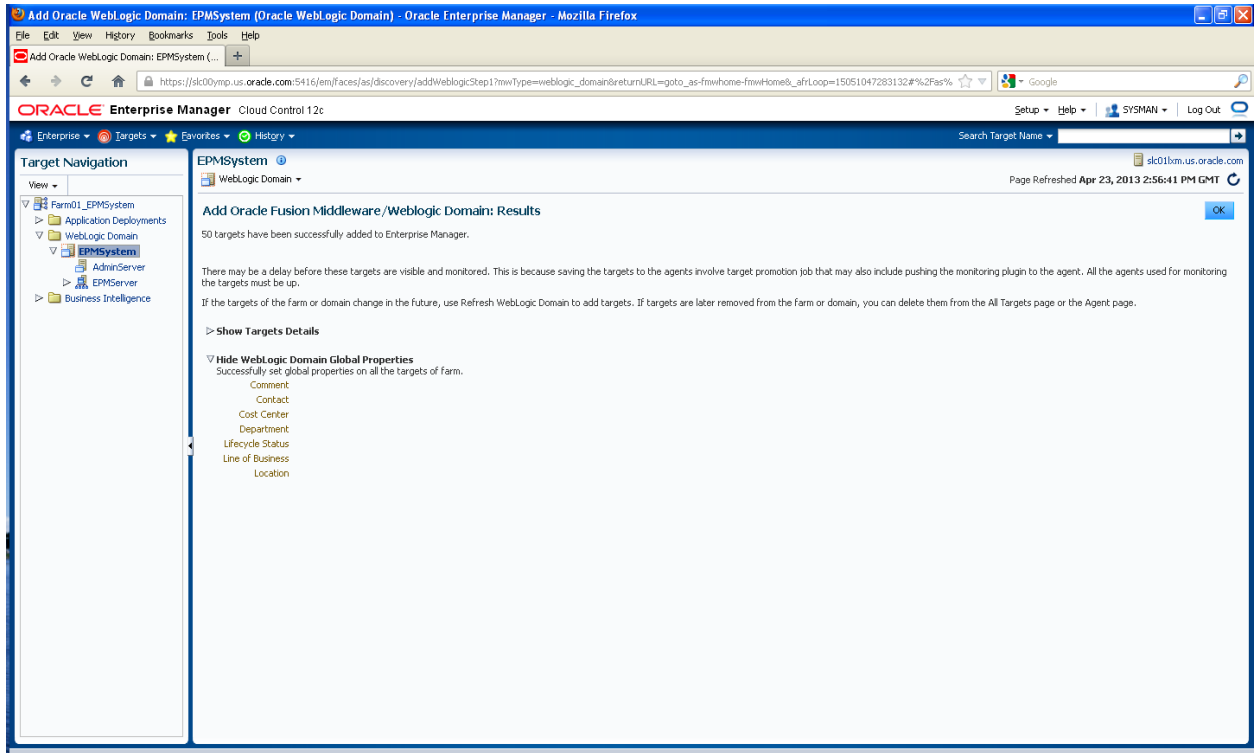 Add Oracle WebLogic Domain: EPMSystem (Oracle WebLogic Domain) - Oracle Enterprise Manager - Mozilla Firefox
File Edit View History Bookmarks Tools Help
Add Oracle WebLogic Domain: EPMSystem (... +
https://slc00ymp.us.oracle.com:5416/em/faces/as/discovery/addWeblogicStep1?mwType=weblogic_domain&returnURL=goto_as-fmwhome-fmwHome&_afrLoop=15051047283132#%2Fas% Google
ORACLE Enterprise Manager Cloud Control 12c Setup Help SYSMAN Log Out
Enterprise Targets Favorites History Search Target Name
Target Navigation
View
Farm01_EPMSystem
Application Deployments
WebLogic Domain
EPMSystem
AdminServer
EPMServer
Business Intelligence
EPMSystem slc01lxm.us.oracle.com
WebLogic Domain Page Refreshed Apr 23, 2013 2:56:41 PM GMT
Add Oracle Fusion Middleware/Weblogic Domain: Results OK
50 targets have been successfully added to Enterprise Manager.
There may be a delay before these targets are visible and monitored. This is because saving the targets to the agents involve target promotion job that may also include pushing the monitoring plugin to the agent. All the agents used for monitoring
the targets must be up.
If the targets of the farm or domain change in the future, use Refresh WebLogic Domain to add targets. If targets are later removed from the farm or domain, you can delete them from the All Targets page or the Agent page.
Show Targets Details
Hide WebLogic Domain Global Properties
Successfully set global properties on all the targets of farm.
Comment
Contact
Cost Center
Department
Lifecycle Status
Line of Business
Location